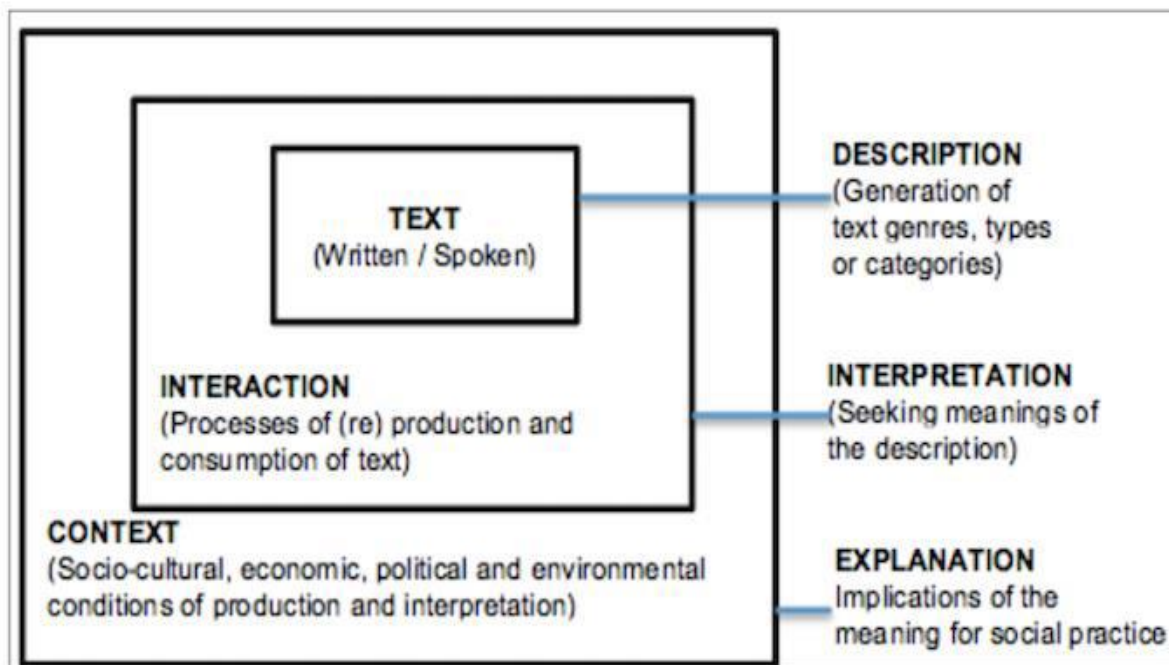 TEXT
(Written / Spoken)
INTERACTION
(Processes of (re) production and
consumption of text)
CONTEXT
(Socio-cultural, economic, political and environmental
conditions of production and interpretation)
DESCRIPTION
(Generation of
text genres, types
or categories)
INTERPRETATION
(Seeking meanings of
the description)
EXPLANATION
Implications of the
meaning for social practice